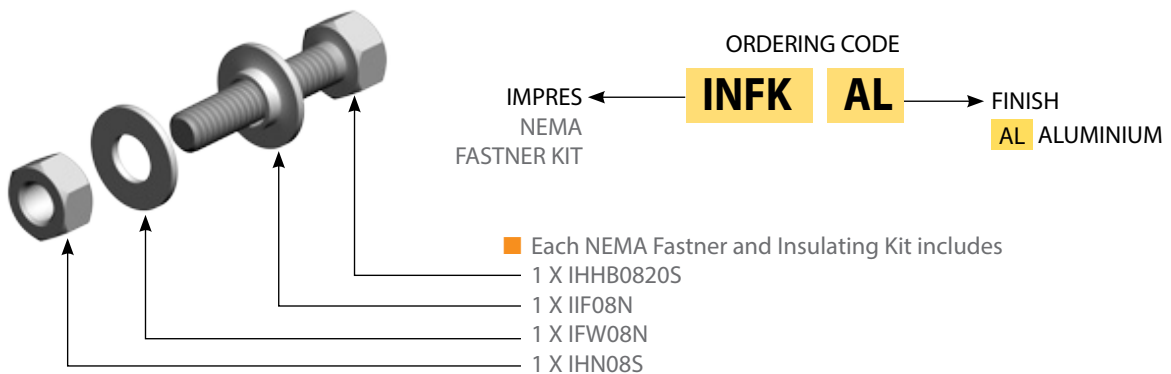 ORDERING CODE
IMPRES
NEMA
FASTNER KIT
INFK AL
FINISH
AL ALUMINIUM
Each NEMA Fastner and Insulating Kit includes
1 X IHHB0820S
1 X IIF08N
1 X IFW08N
1 X IHN08S